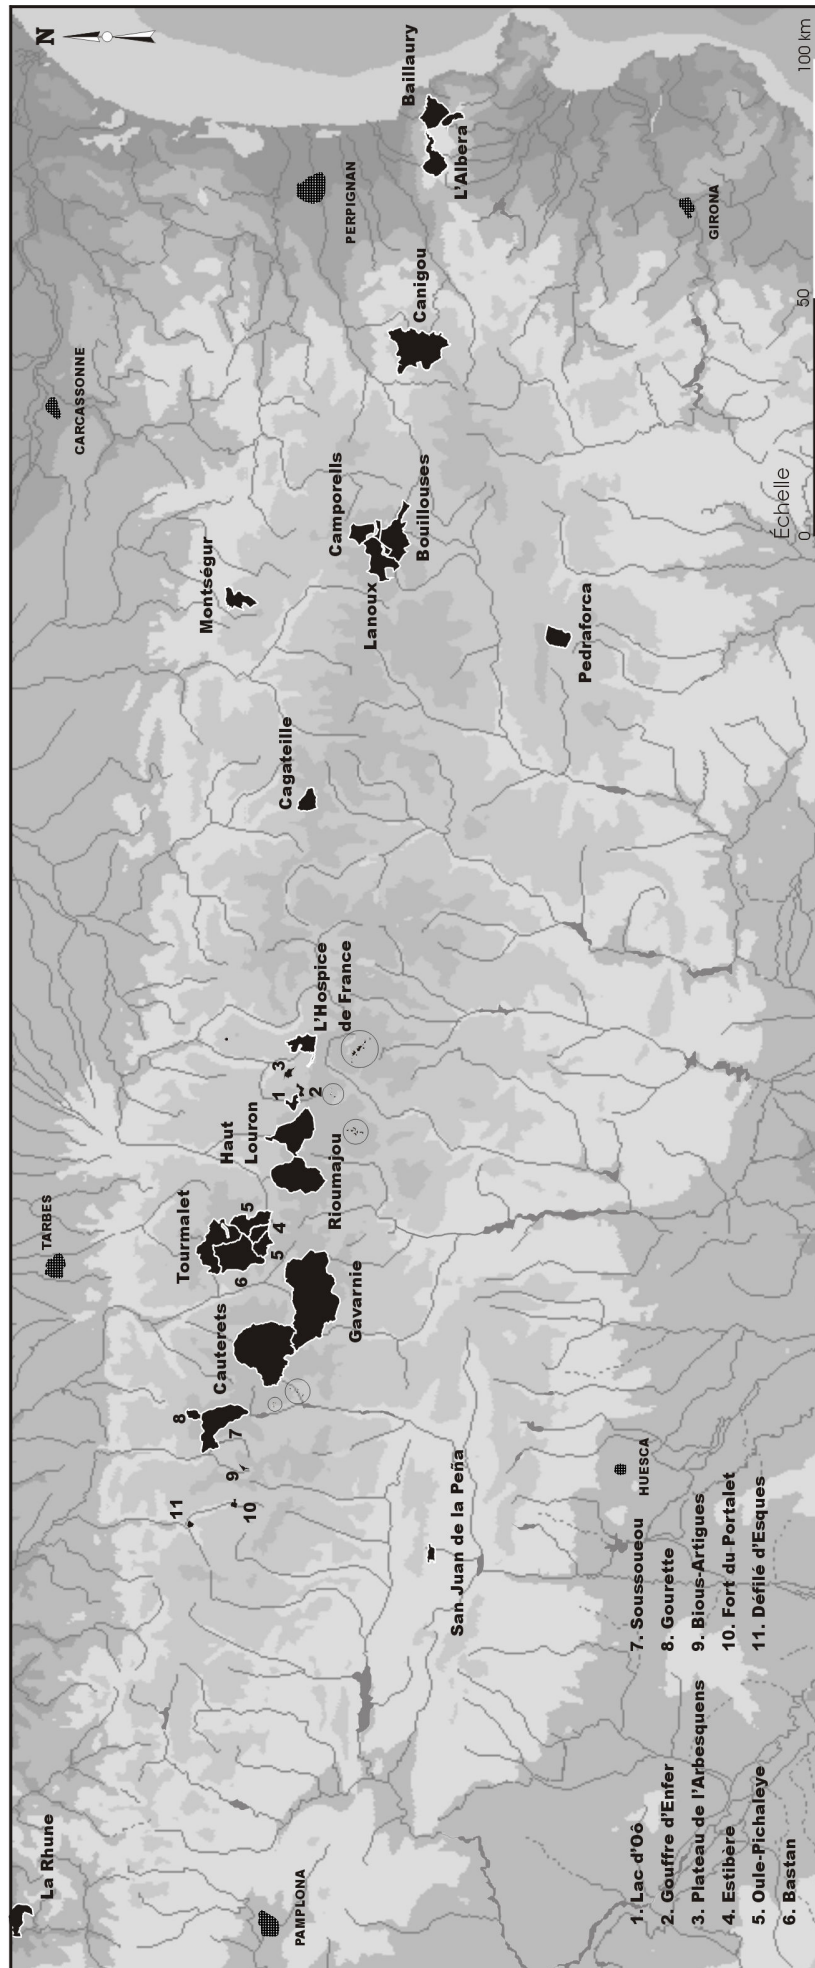 La Rhune
PAMPLONA
TARBES
CARCASSONNE
N
11
10
9
8
7
Cauterets
Gavarnie
Tourmalet
6
5
4
5
Haut
Louron
Rioumajou
1
2
3
L'Hospice
de France
Cagateille
Montségur
Lanoux
Camporells
Bouillouses
Canigou
PERPIGNAN
Baillaury
L'Albera
San Juan de la Peña
HUESCA
Pedraforca
GIRONA
1. Lac d'Oô
2. Gouffre d'Enfer
3. Plateau de l'Arbesquens
4. Estibère
5. Oule-Pichaleye
6. Bastan
7. Soussoueou
8. Gourette
9. Bious-Artigues
10. Fort du Portalet
11. Défilé d'Esques
Échelle
0
50
100 km